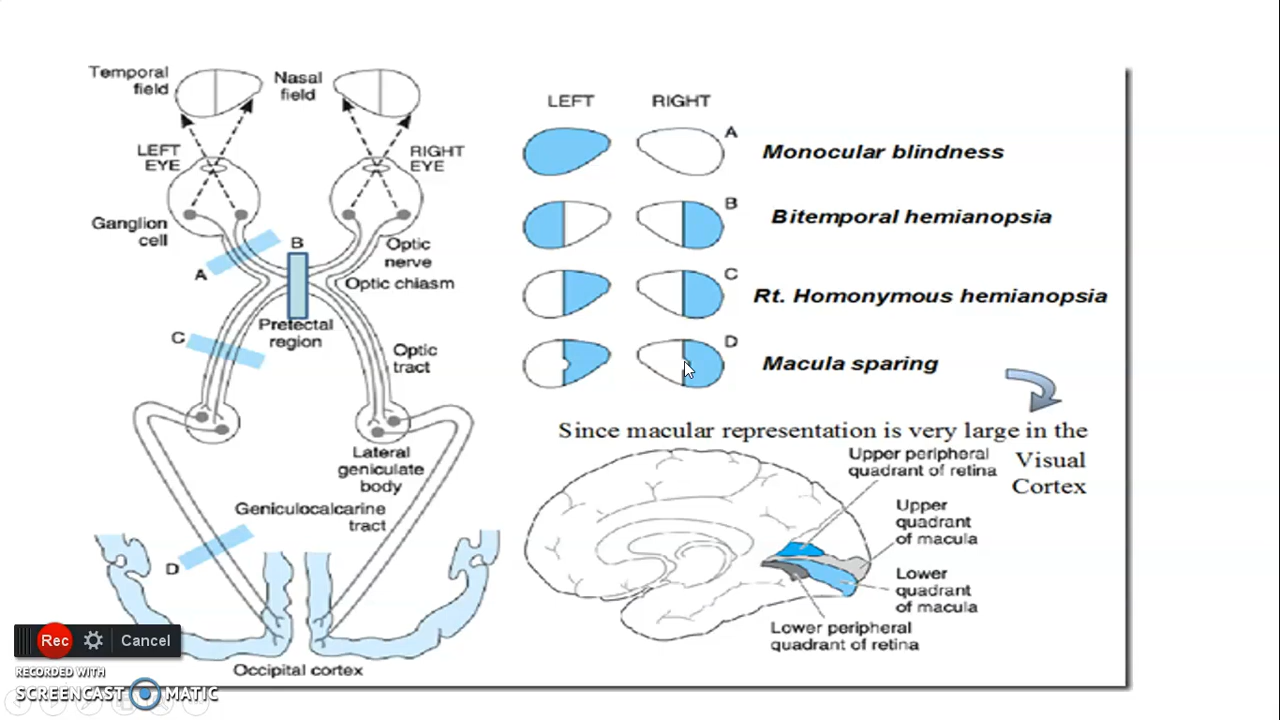 Temporal
field
Nasal
field
LEFT
EYE
RIGHT
EYE
Ganglion
cell
A
B
Optic
nerve
Optic chiasm
Pretectal
region
C
Optic
tract
Lateral
geniculate
body
Geniculocalcarine
tract
D
Occipital cortex
LEFT RIGHT
A
Monocular blindness
B
Bitemporal hemianopsia
C
Rt. Homonymous hemianopsia
D
Macula sparing
Since macular representation is very large in the
Visual
Cortex
Upper peripheral
quadrant of retina
Upper
quadrant
of macula
Lower
quadrant
of macula
Lower peripheral
quadrant of retina
Rec Cancel
RECORDED WITH
SCREENCAST MATIC